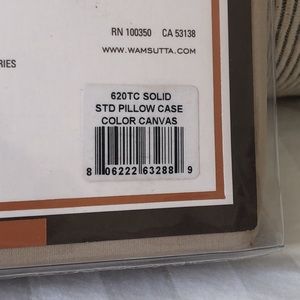 RN 100350 CA 53138
WWW.WAMSUTTA.COM
RIES
620TC SOLID
STD PILLOW CASE
COLOR CANVAS
8 06222 63288 9